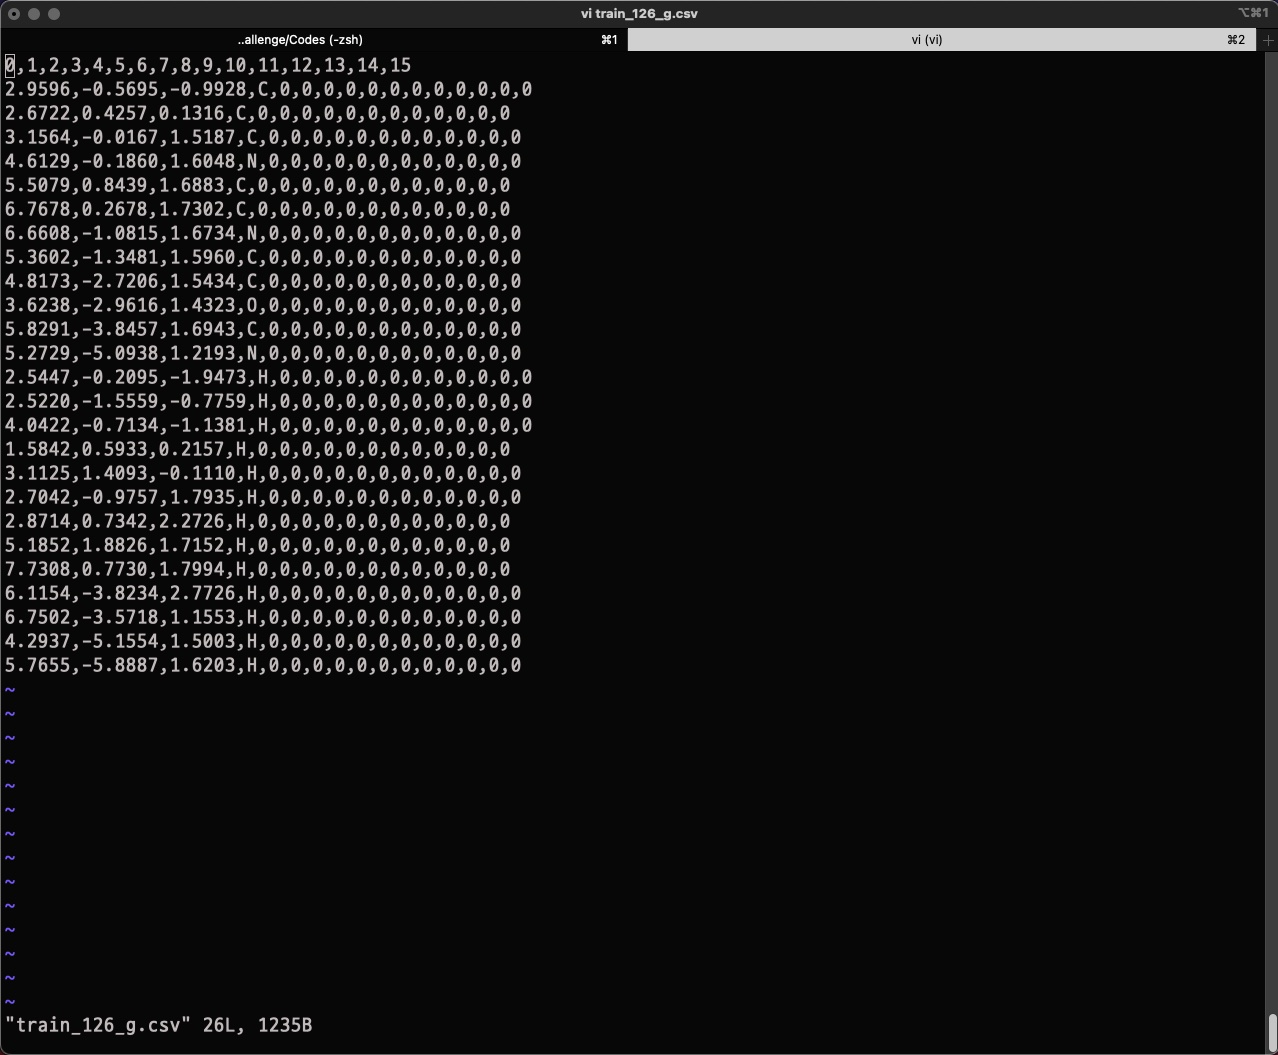 vi train_126_g.csv
⌥⌘1
..allenge/Codes (-zsh) ⌘1 vi (vi) ⌘2 +
0,1,2,3,4,5,6,7,8,9,10,11,12,13,14,15
2.9596,-0.5695,-0.9928,C,0,0,0,0,0,0,0,0,0,0,0,0
2.6722,0.4257,0.1316,C,0,0,0,0,0,0,0,0,0,0,0,0
3.1564,-0.0167,1.5187,C,0,0,0,0,0,0,0,0,0,0,0,0
4.6129,-0.1860,1.6048,N,0,0,0,0,0,0,0,0,0,0,0,0
5.5079,0.8439,1.6883,C,0,0,0,0,0,0,0,0,0,0,0,0
6.7678,0.2678,1.7302,C,0,0,0,0,0,0,0,0,0,0,0,0
6.6608,-1.0815,1.6734,N,0,0,0,0,0,0,0,0,0,0,0,0
5.3602,-1.3481,1.5960,C,0,0,0,0,0,0,0,0,0,0,0,0
4.8173,-2.7206,1.5434,C,0,0,0,0,0,0,0,0,0,0,0,0
3.6238,-2.9616,1.4323,O,0,0,0,0,0,0,0,0,0,0,0,0
5.8291,-3.8457,1.6943,C,0,0,0,0,0,0,0,0,0,0,0,0
5.2729,-5.0938,1.2193,N,0,0,0,0,0,0,0,0,0,0,0,0
2.5447,-0.2095,-1.9473,H,0,0,0,0,0,0,0,0,0,0,0,0
2.5220,-1.5559,-0.7759,H,0,0,0,0,0,0,0,0,0,0,0,0
4.0422,-0.7134,-1.1381,H,0,0,0,0,0,0,0,0,0,0,0,0
1.5842,0.5933,0.2157,H,0,0,0,0,0,0,0,0,0,0,0,0
3.1125,1.4093,-0.1110,H,0,0,0,0,0,0,0,0,0,0,0,0
2.7042,-0.9757,1.7935,H,0,0,0,0,0,0,0,0,0,0,0,0
2.8714,0.7342,2.2726,H,0,0,0,0,0,0,0,0,0,0,0,0
5.1852,1.8826,1.7152,H,0,0,0,0,0,0,0,0,0,0,0,0
7.7308,0.7730,1.7994,H,0,0,0,0,0,0,0,0,0,0,0,0
6.1154,-3.8234,2.7726,H,0,0,0,0,0,0,0,0,0,0,0,0
6.7502,-3.5718,1.1553,H,0,0,0,0,0,0,0,0,0,0,0,0
4.2937,-5.1554,1.5003,H,0,0,0,0,0,0,0,0,0,0,0,0
5.7655,-5.8887,1.6203,H,0,0,0,0,0,0,0,0,0,0,0,0
~
~
~
~
~
~
~
~
~
~
~
~
~
~
"train_126_g.csv" 26L, 1235B